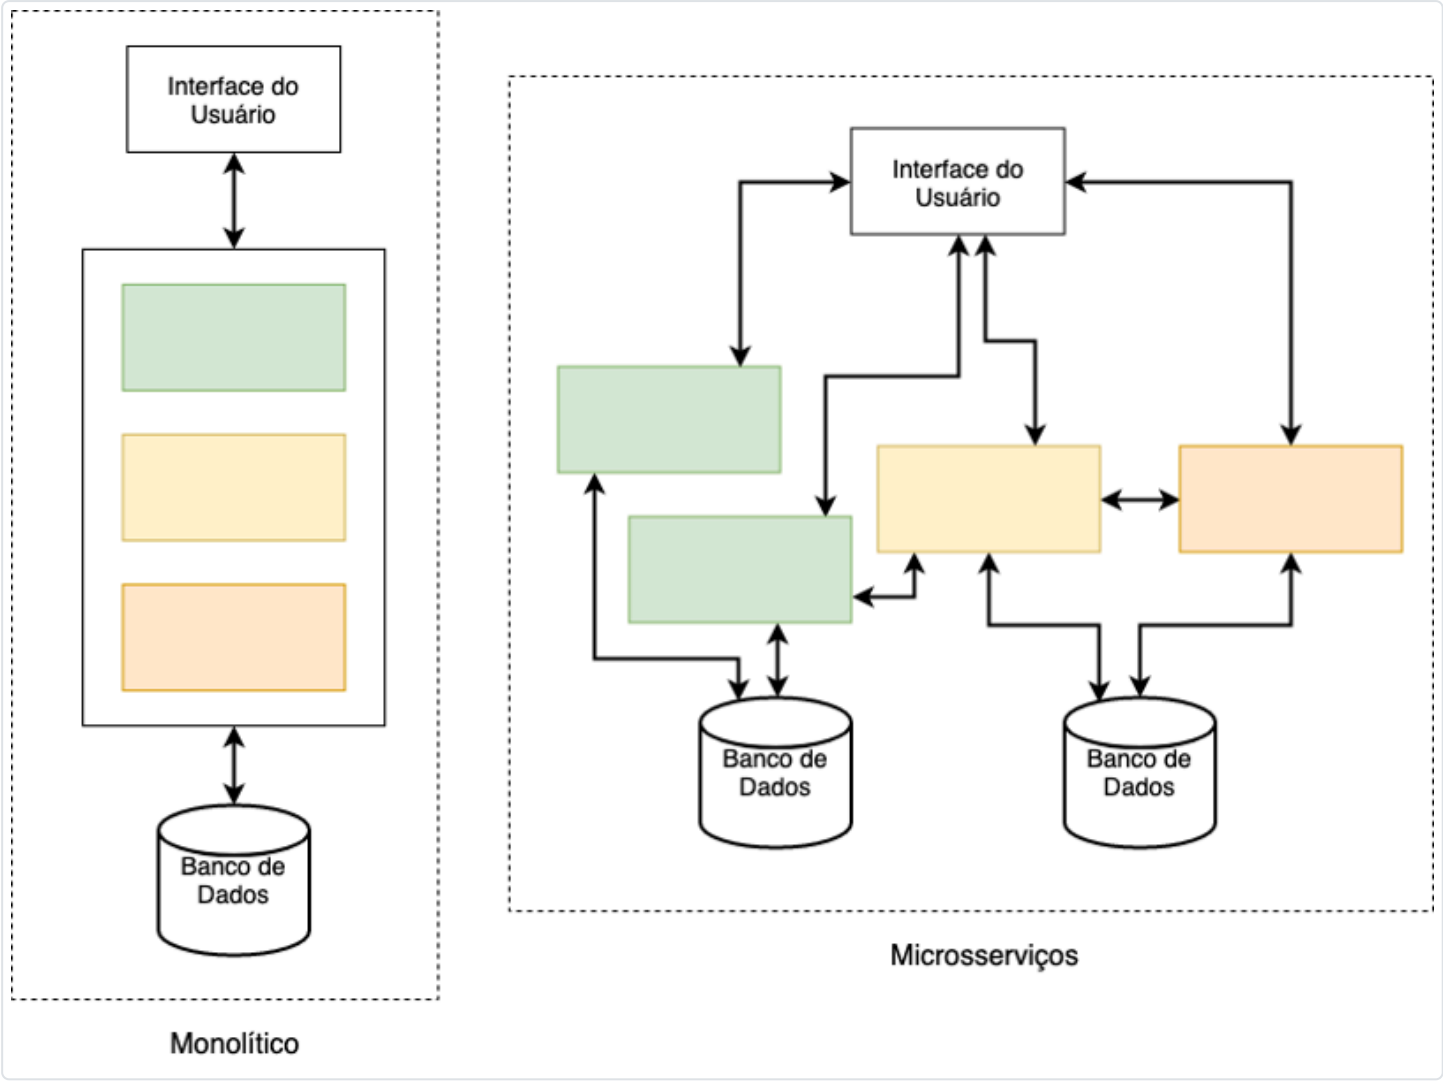 Interface do
Usuário
Banco de
Dados
Monolítico
Interface do
Usuário
Banco de
Dados
Banco de
Dados
Microsserviços